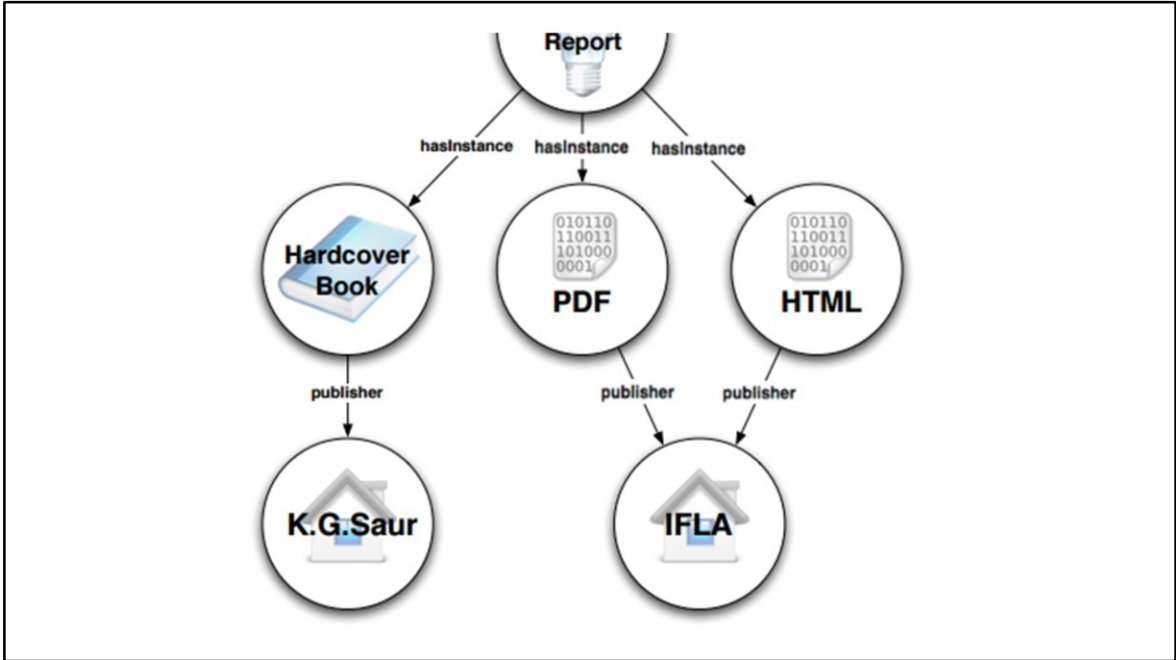 Report
hasInstance
hasInstance
hasInstance
Hardcover
Book
010110
110011
101000
0001
PDF
010110
110011
101000
0001
HTML
publisher
publisher
publisher
K.G.Saur
IFLA